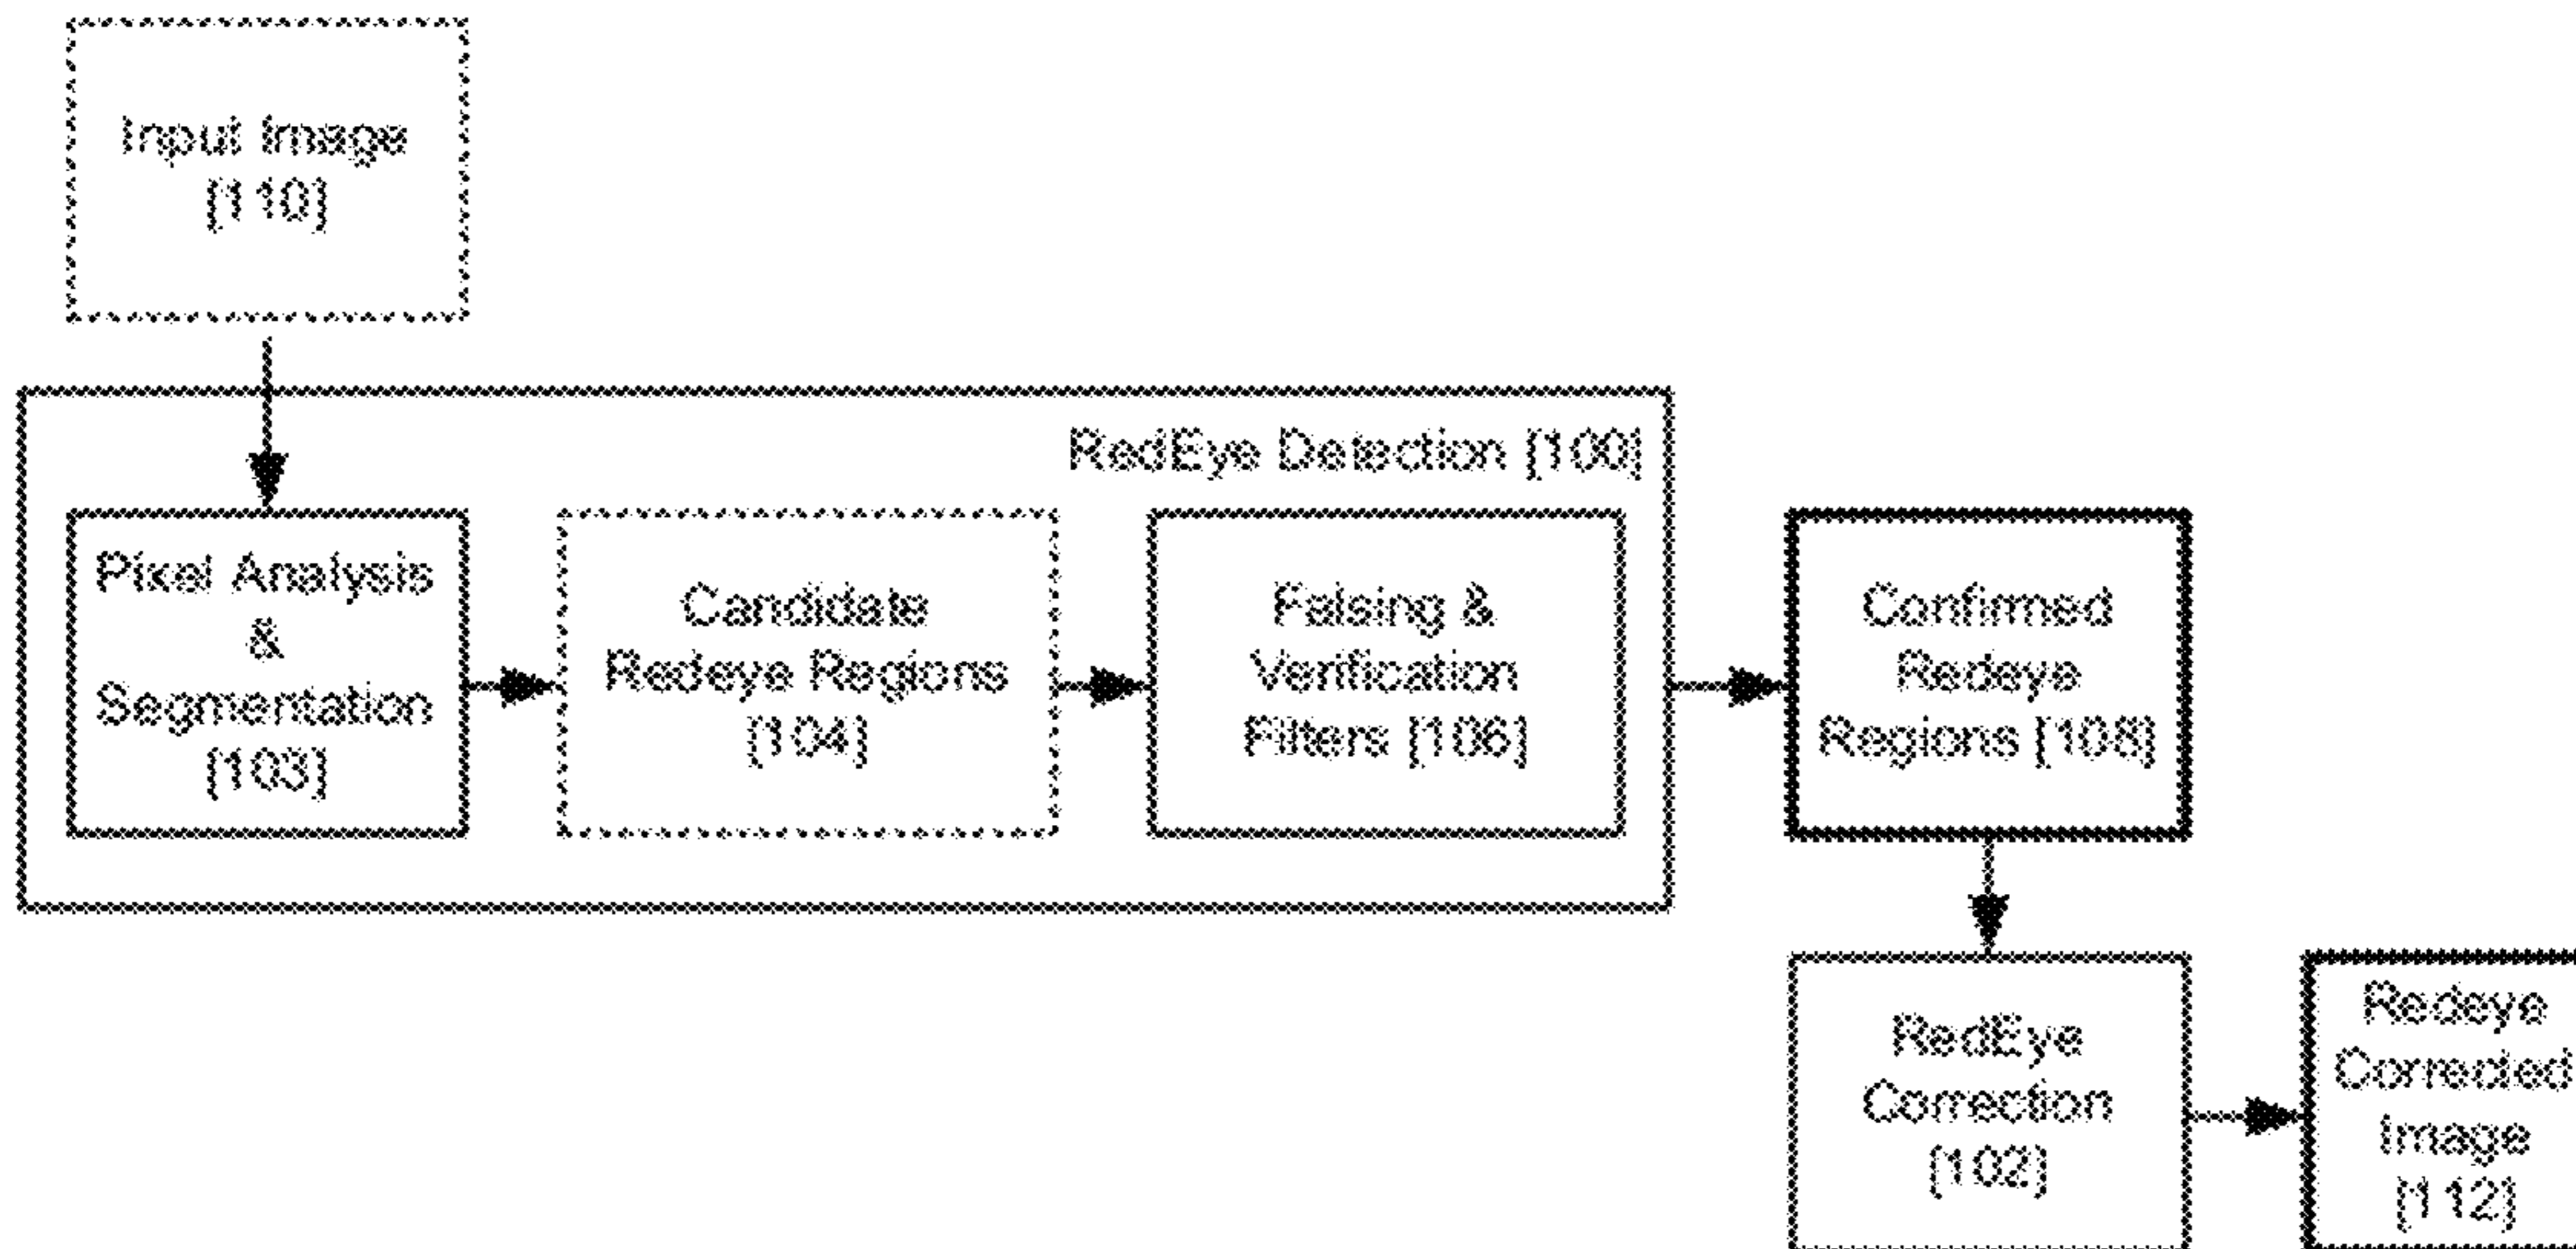 Input Image
[110]
RedEye Detection [100]
Pixel Analysis
&
Segmentation
[103]
Candidate
Redeye Regions
[104]
Falsing &
Verification
Filters [106]
Confirmed
Redeye
Regions [108]
RedEye
Correction
[102]
Redeye
Corrected
Image
[112]